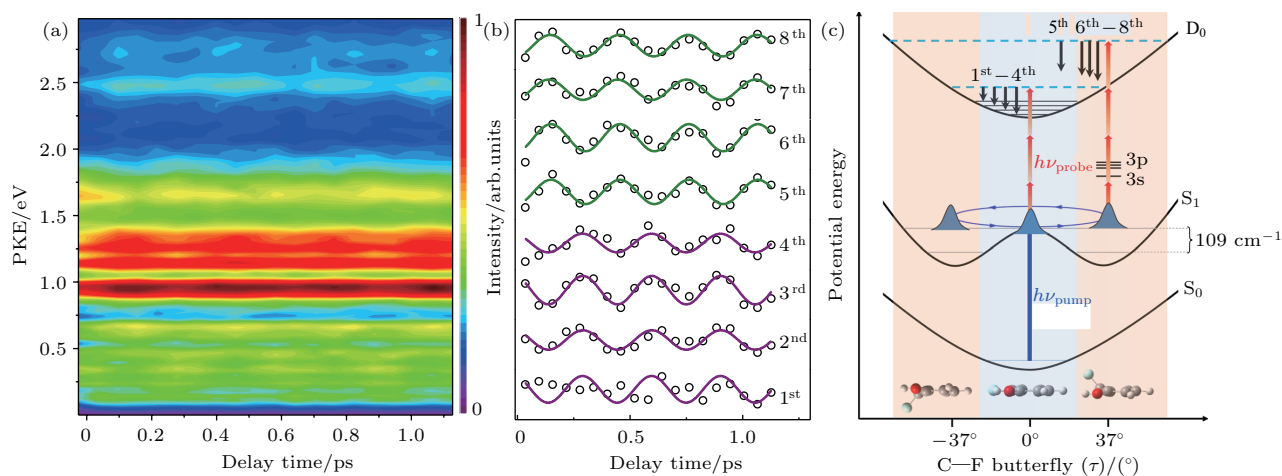 (a)
PKE/eV
2.5
2.0
1.5
1.0
0.5
0
0.2
0.4
0.6
0.8
1.0
Delay time/ps
1
0
(b)
Intensity/arb.units
8th
7th
6th
5th
4th
3rd
2nd
1st
0
0.5
1.0
Delay time/ps
(c)
Potential energy
5th 6th−8th
D0
1st−4th
hνprobe
3p
3s
S1
109 cm−1
hνpump
S0
−37°
0°
37°
C—F butterfly (τ)/(°)